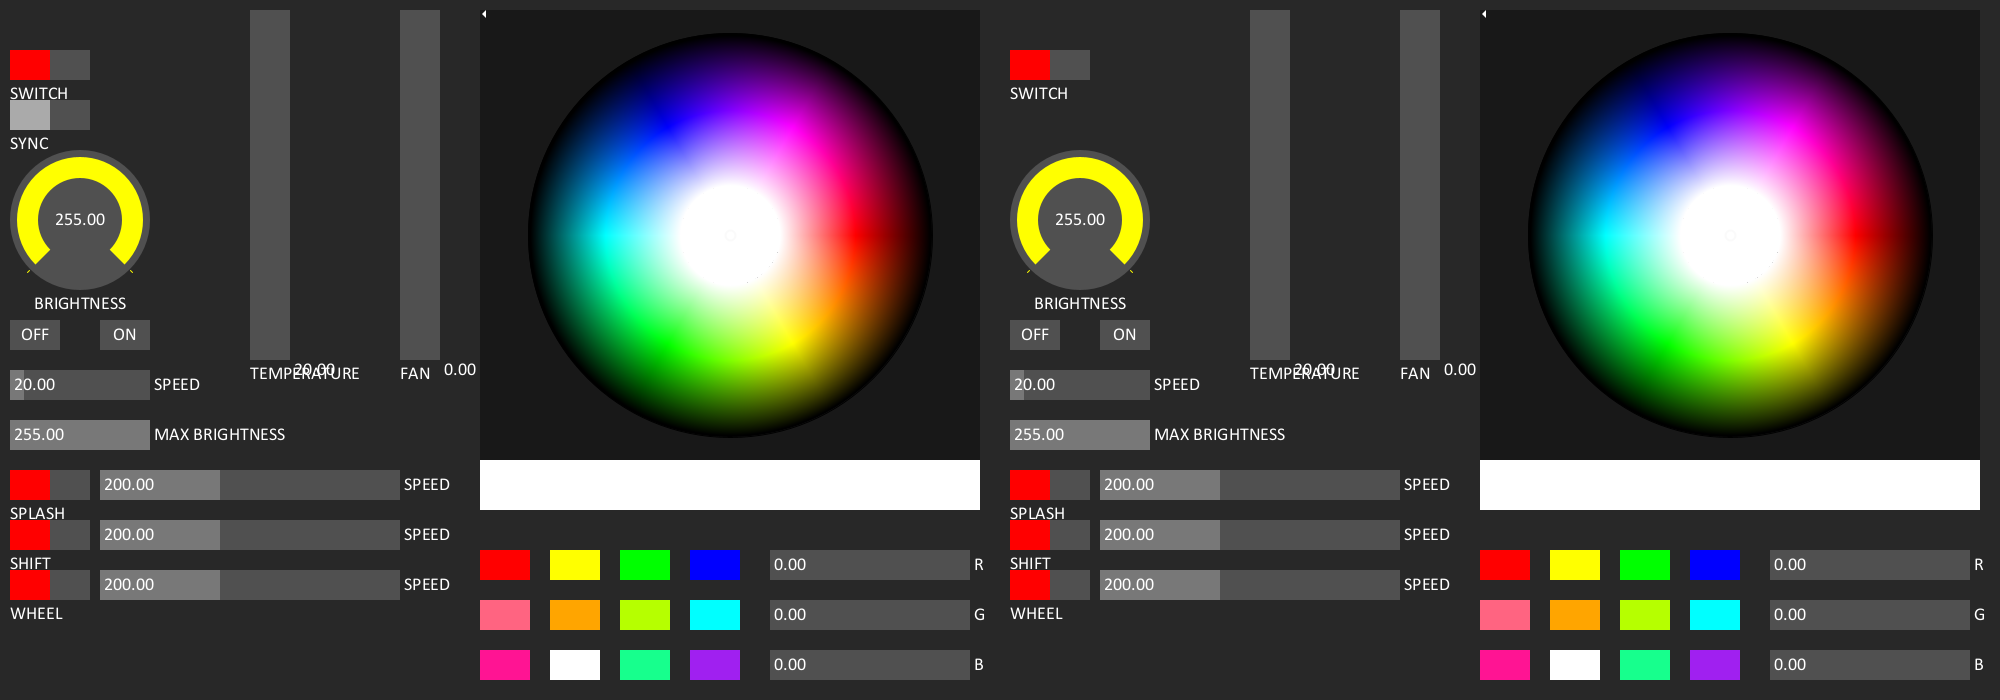 SWITCH
SYNC
255.00
BRIGHTNESS
OFF ON
20.00 SPEED
255.00 MAX BRIGHTNESS
200.00 SPEED
SPLASH
200.00 SPEED
SHIFT
200.00 SPEED
WHEEL
TEMPERATURE 20.00
FAN 0.00
0.00 R
0.00 G
0.00 B
SWITCH
255.00
BRIGHTNESS
OFF ON
20.00 SPEED
255.00 MAX BRIGHTNESS
200.00 SPEED
SPLASH
200.00 SPEED
SHIFT
200.00 SPEED
WHEEL
TEMPERATURE 20.00
FAN 0.00
0.00 R
0.00 G
0.00 B